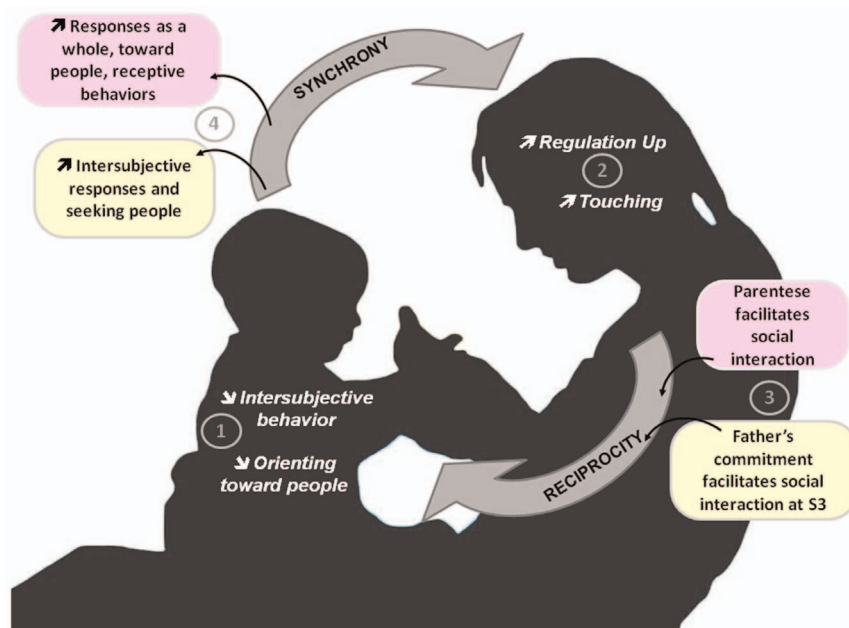 ↗ Responses as a
whole, toward
people, receptive
behaviors
SYNCHRONY
4
↗ Intersubjective
responses and
seeking people
↗ Regulation Up
2
↗ Touching
Parentese
facilitates
social
interaction
3
Father's
commitment
facilitates social
interaction at S3
RECIPROCITY
↘ Intersubjective
behavior
1
↘ Orienting
toward people